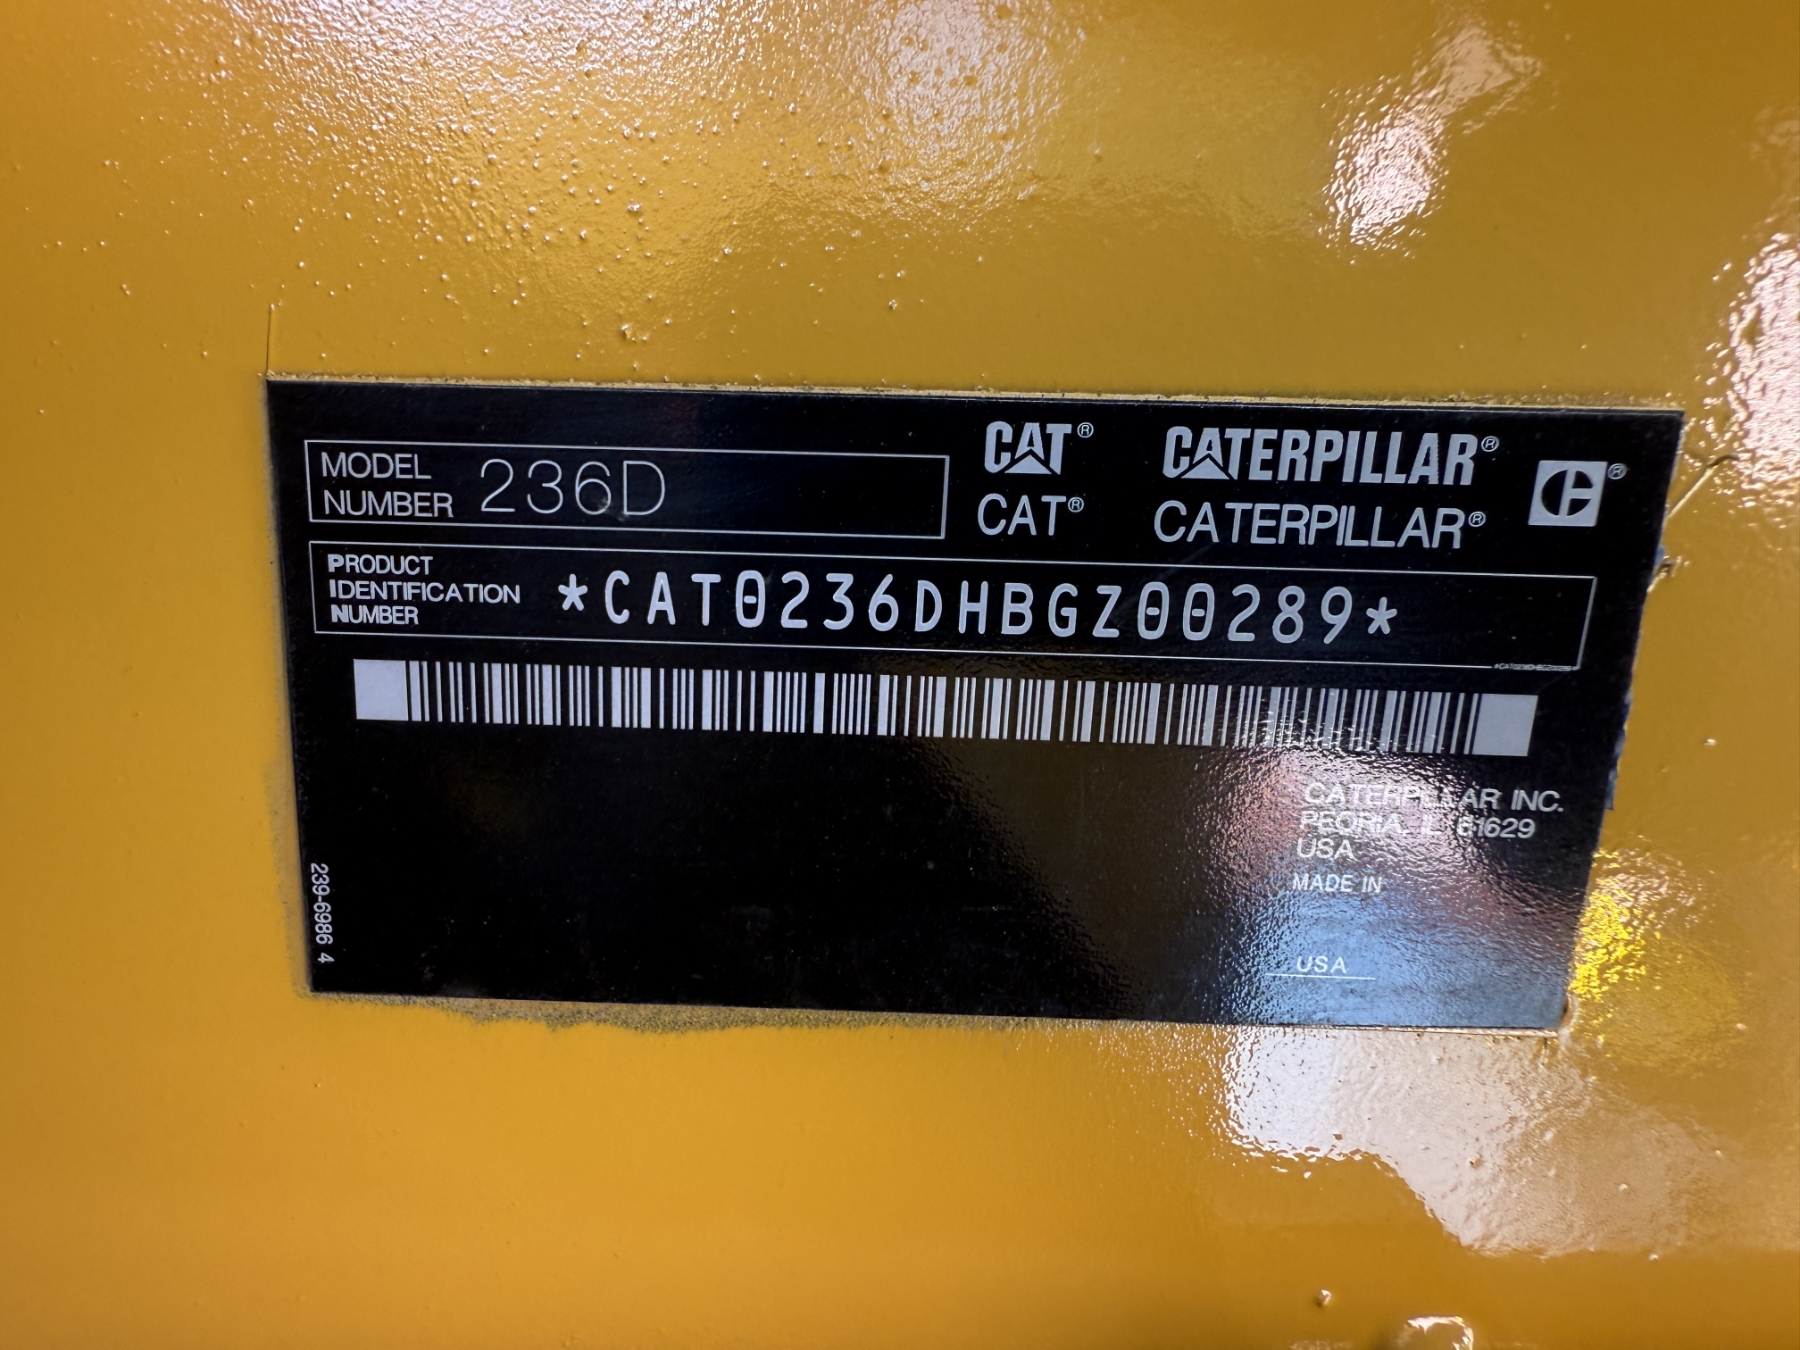 MODEL NUMBER 236D
CAT® CATERPILLAR®
CAT® CATERPILLAR®
PRODUCT IDENTIFICATION NUMBER *CAT0236DHBGZ00289*
*CAT0236DHBGZ00289*
CATERPILLAR INC.
PEORIA, IL 61629
USA
MADE IN
USA
239-6986 4